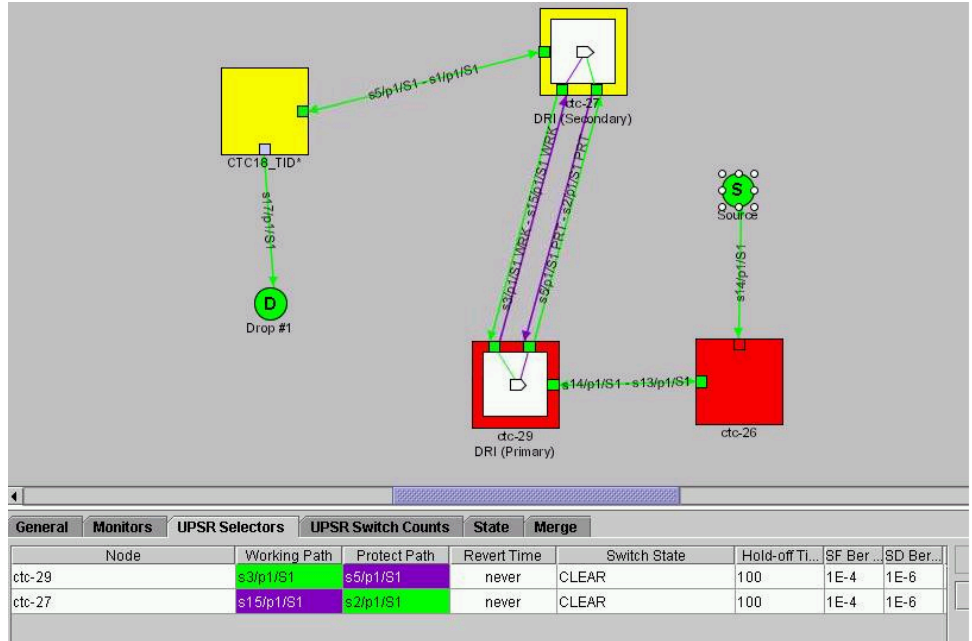 s5/p1/S1 - s1/p1/S1
ctc-27
DRI (Secondary)
CTC18_TID*
s17/p1/S1
s3/p1/S1 WRK - s15/p1/S1 WRK
s5/p1/S1 PRT - s2/p1/S1 PRT
S
Source
s14/p1/S1
D
Drop #1
s14/p1/S1 - s13/p1/S1
ctc-29
DRI (Primary)
ctc-26
General Monitors UPSR Selectors UPSR Switch Counts State Merge
Node Working Path Protect Path Revert Time Switch State Hold-off Ti... SF Ber ... SD Ber...
ctc-29 s3/p1/S1 s5/p1/S1 never CLEAR 100 1E-4 1E-6
ctc-27 s15/p1/S1 s2/p1/S1 never CLEAR 100 1E-4 1E-6